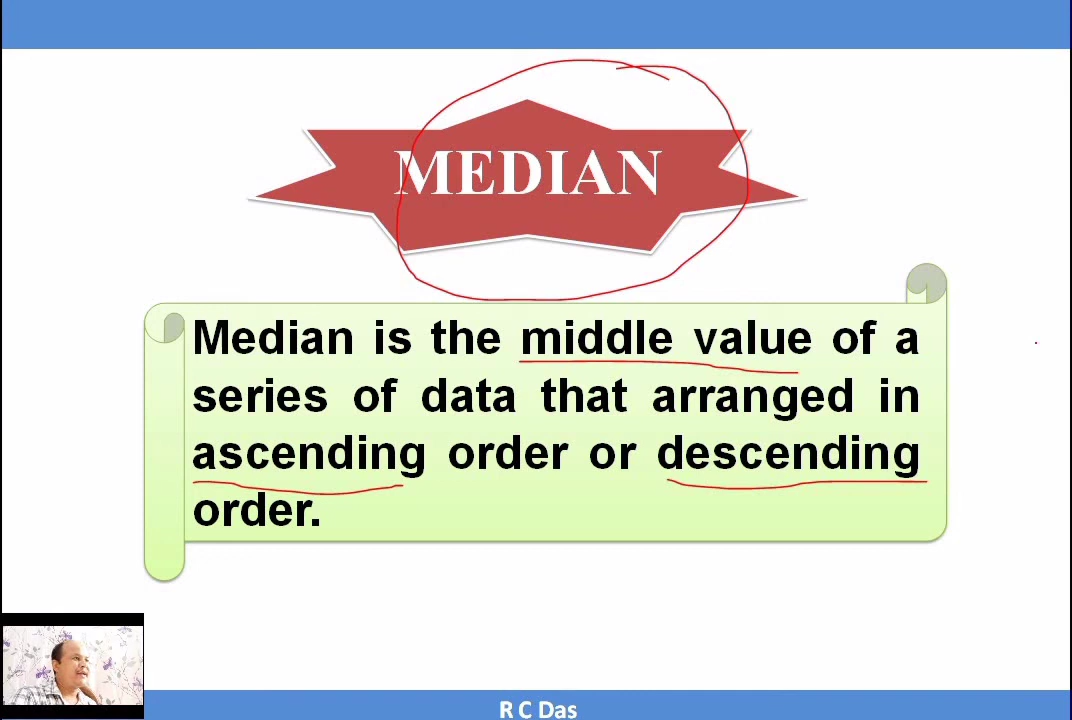 MEDIAN
Median is the middle value of a
series of data that arranged in
ascending order or descending
order.
R C Das